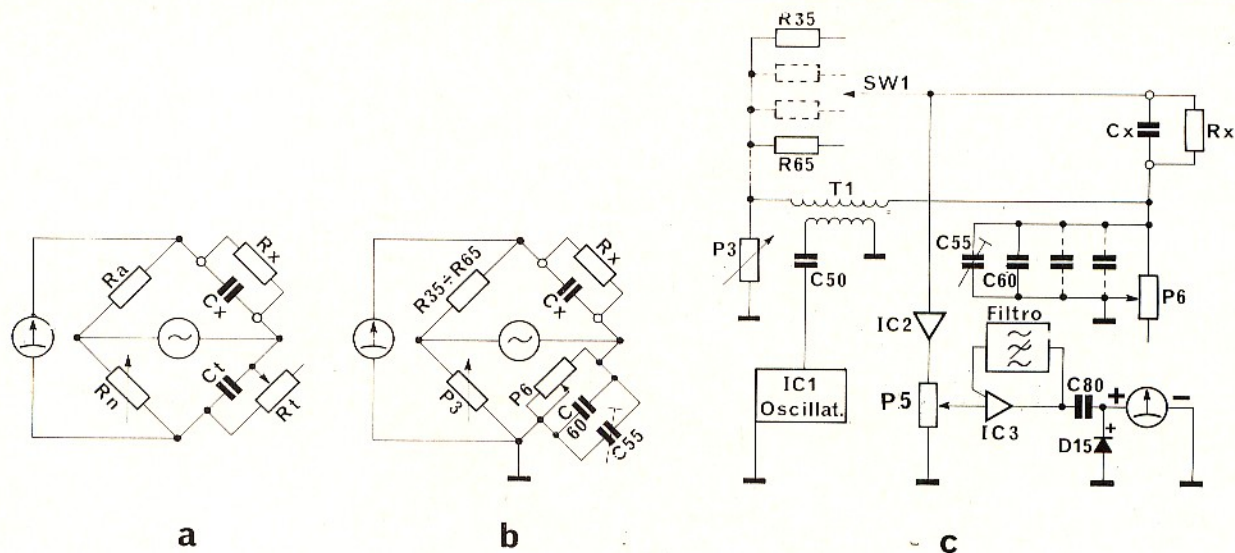 Ra
Rx
Cx
Rn
Ct
Rt
a
R35÷R65
Rx
Cx
P3
P6
C60
C55
b
R35
SW1
R65
Cx
Rx
T1
P3
C50
C55
C60
P6
IC2
Filtro
IC1
Oscillat.
P5
IC3
C80
+
-
D15
+
c